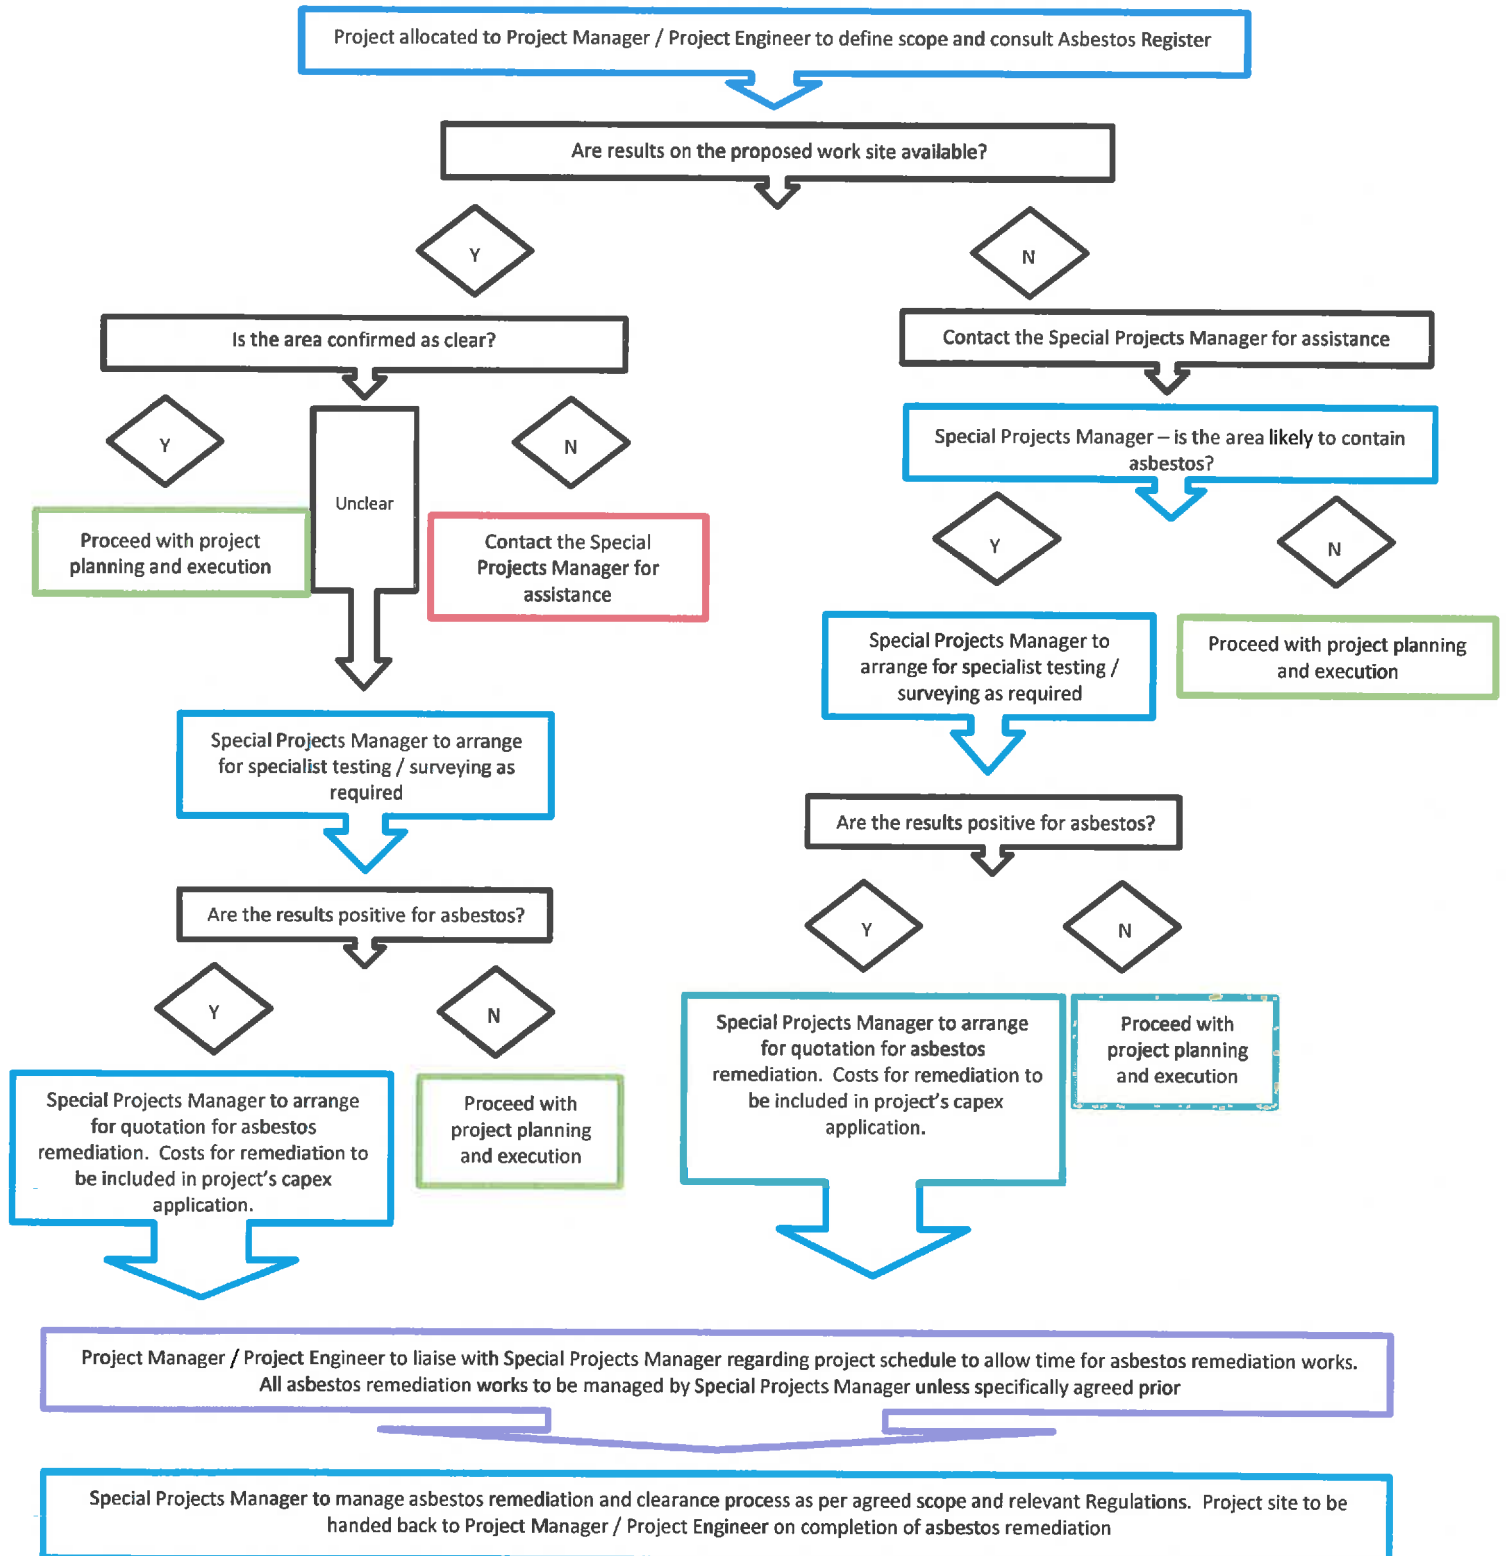 Project allocated to Project Manager / Project Engineer to define scope and consult Asbestos Register
Are results on the proposed work site available?
Y
N
Is the area confirmed as clear?
Contact the Special Projects Manager for assistance
Y
Unclear
N
Special Projects Manager – is the area likely to contain
asbestos?
Proceed with project
planning and execution
Contact the Special
Projects Manager for
assistance
Y
N
Special Projects Manager to
arrange for specialist testing /
surveying as required
Proceed with project planning
and execution
Special Projects Manager to arrange
for specialist testing / surveying as
required
Are the results positive for asbestos?
Are the results positive for asbestos?
Y
N
Y
N
Special Projects Manager to arrange
for quotation for asbestos
remediation. Costs for remediation to
be included in project's capex
application.
Proceed with
project planning
and execution
Special Projects Manager to arrange
for quotation for asbestos
remediation. Costs for remediation to
be included in project's capex
application.
Proceed with
project planning
and execution
Project Manager / Project Engineer to liaise with Special Projects Manager regarding project schedule to allow time for asbestos remediation works.
All asbestos remediation works to be managed by Special Projects Manager unless specifically agreed prior
Special Projects Manager to manage asbestos remediation and clearance process as per agreed scope and relevant Regulations. Project site to be
handed back to Project Manager / Project Engineer on completion of asbestos remediation